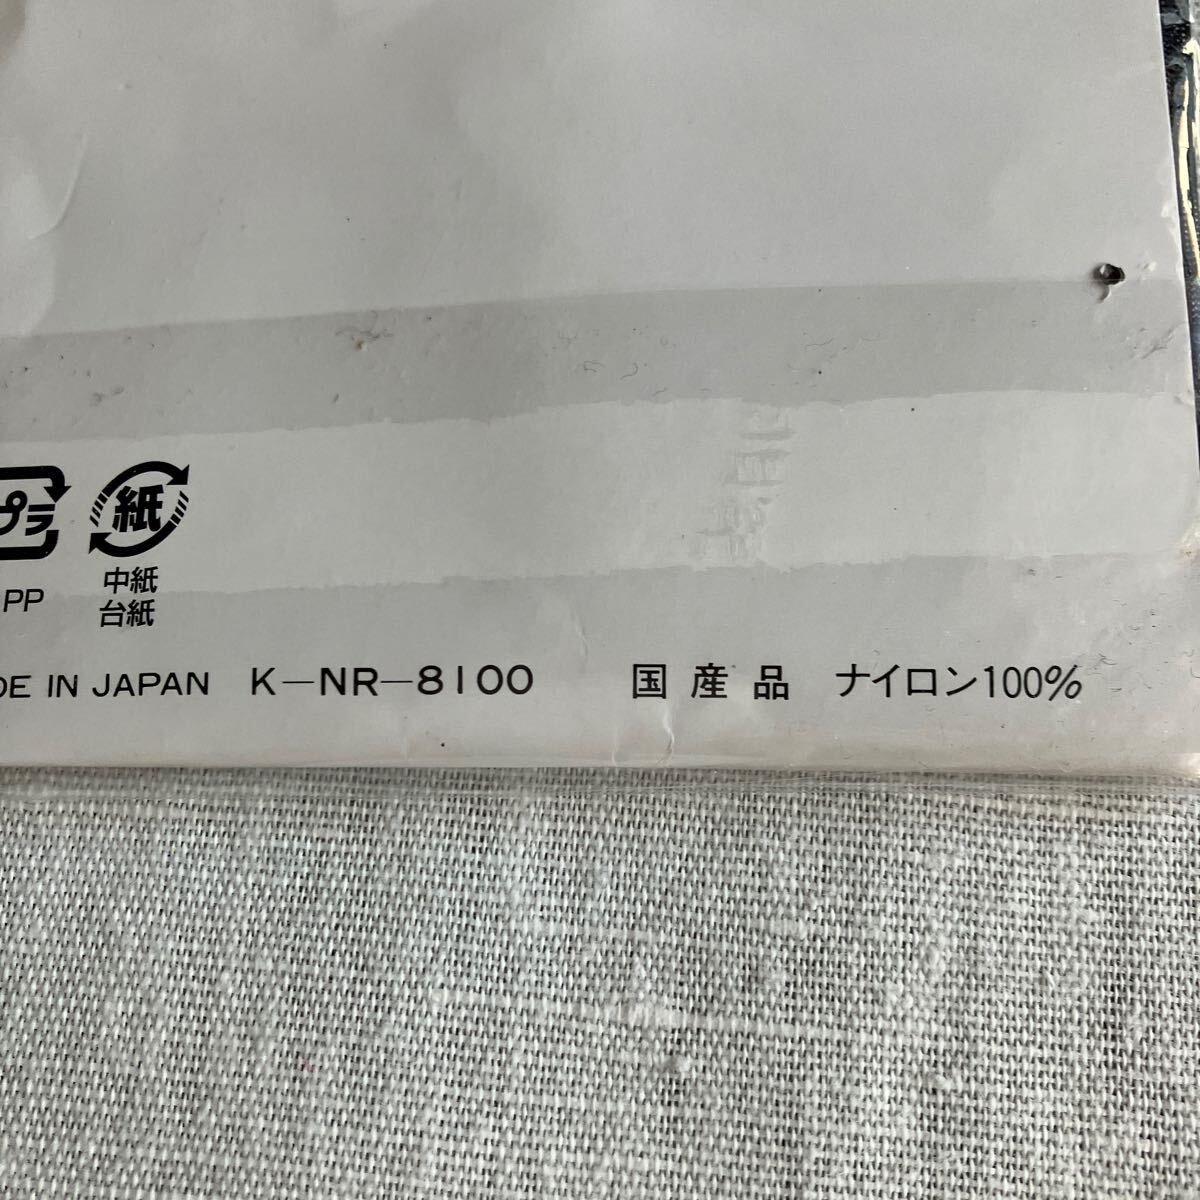 プラ 紙
PP 中紙
台紙
DE IN JAPAN K-NR-8100 国産品 ナイロン100%